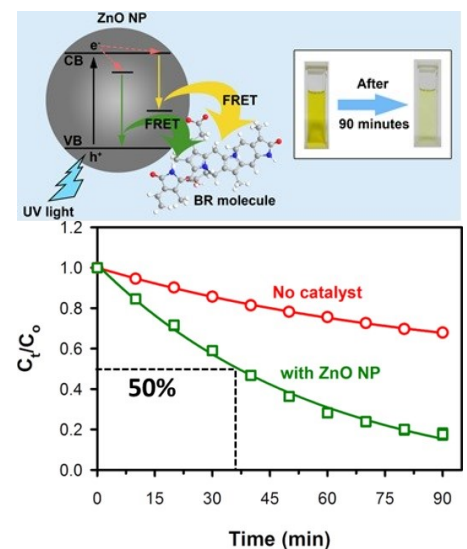 ZnO NP
e-
CB
FRET
FRET
VB
h+
UV light
BR molecule
After
90 minutes
1.2
1.0
0.8
0.6
0.4
0.2
0.0
Ct/Co
No catalyst
with ZnO NP
50%
0 15 30 45 60 75 90
Time (min)